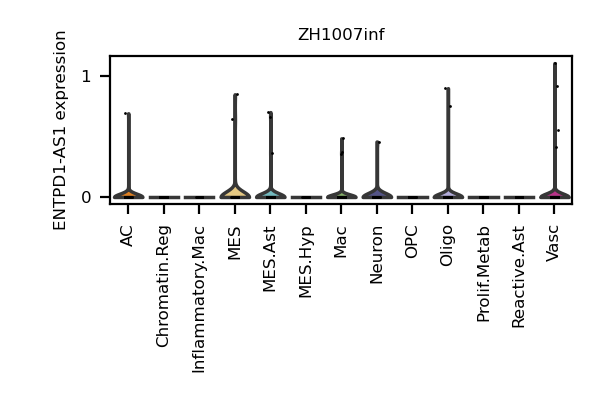 ZH1007inf
ENTPD1-AS1 expression
1
0
AC
Chromatin.Reg
Inflammatory.Mac
MES
MES.Ast
MES.Hyp
Mac
Neuron
OPC
Oligo
Prolif.Metab
Reactive.Ast
Vasc